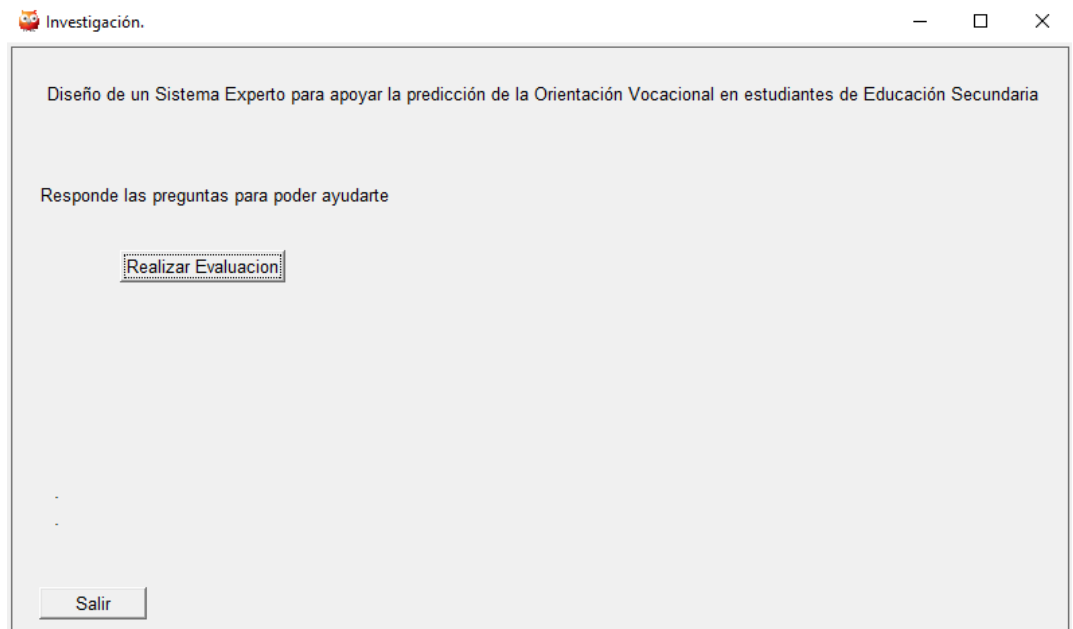 Investigación.
Diseño de un Sistema Experto para apoyar la predicción de la Orientación Vocacional en estudiantes de Educación Secundaria
Responde las preguntas para poder ayudarte
Realizar Evaluacion
.
.
Salir